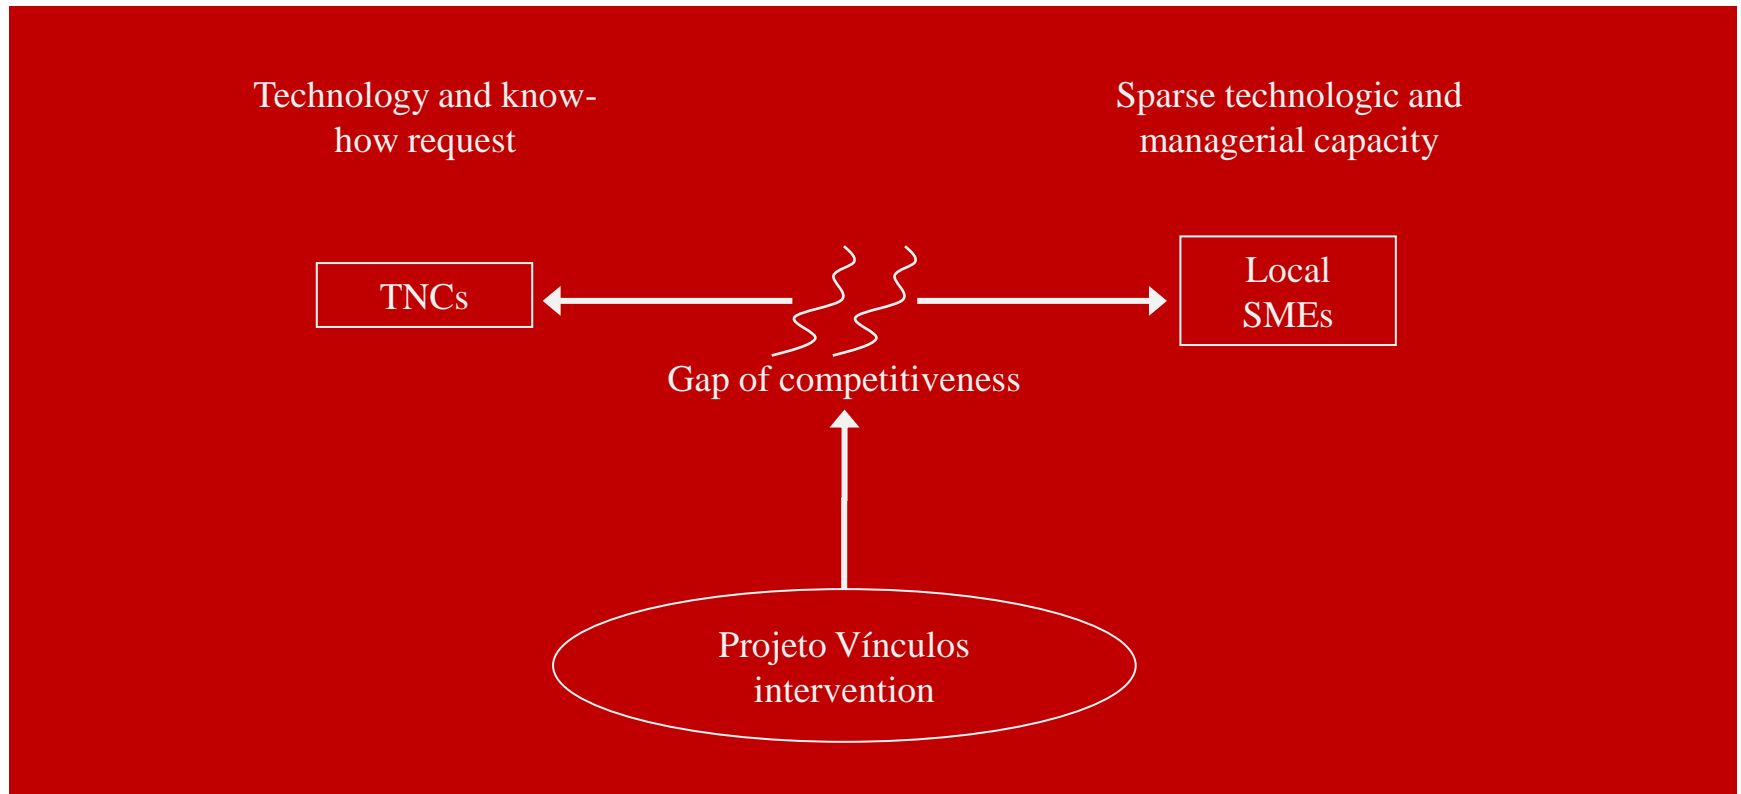 Technology and know-
how request
Sparse technologic and
managerial capacity
TNCs
Local
SMEs
Gap of competitiveness
Projeto Vínculos
intervention